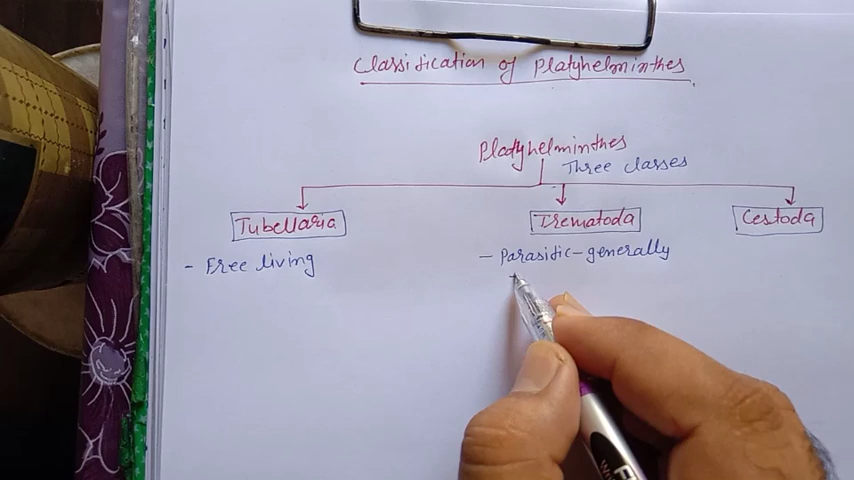 Classification of Platyhelminthes
Platyhelminthes
Three classes
Tubellaria
Trematoda
Cestoda
- Free living
- Parasitic - generally